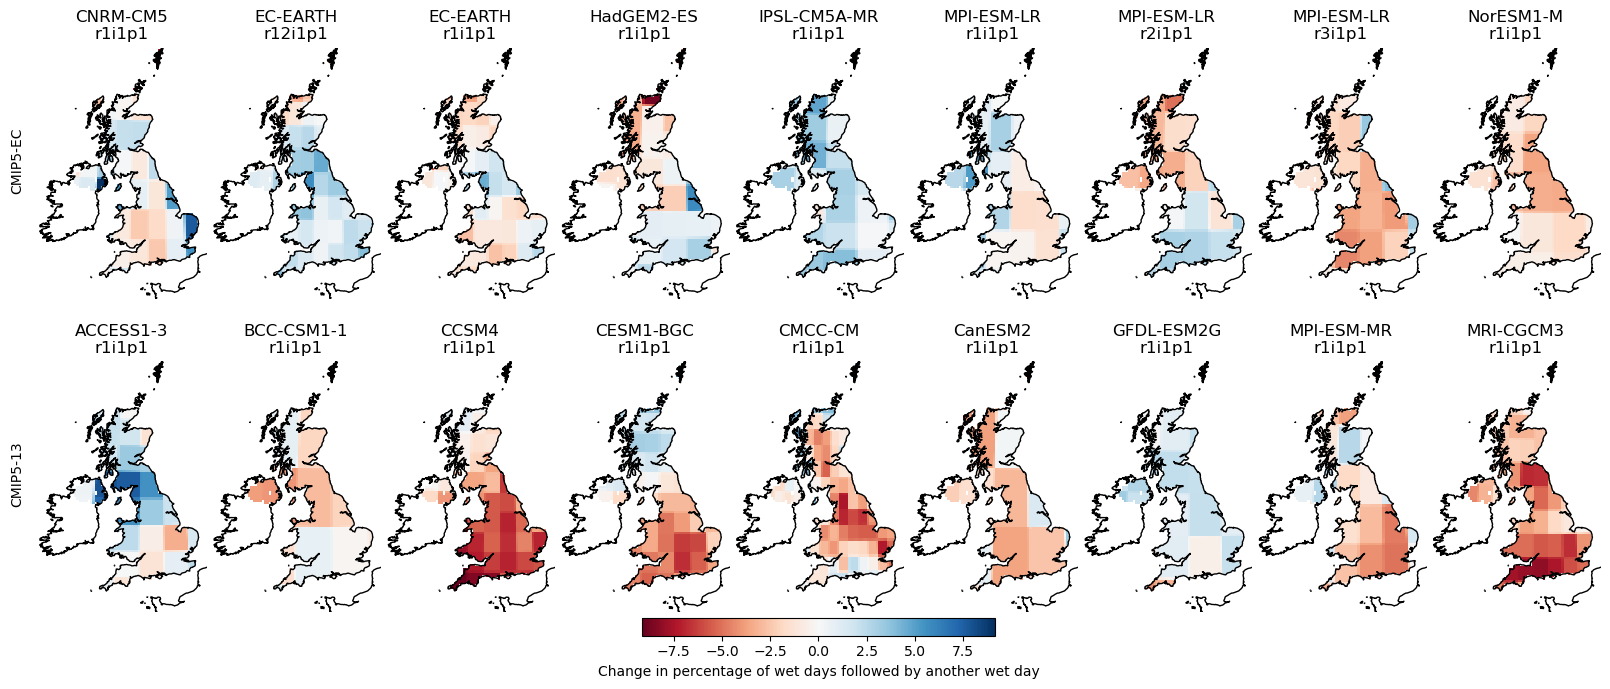 CNRM-CM5 EC-EARTH EC-EARTH HadGEM2-ES IPSL-CM5A-MR MPI-ESM-LR MPI-ESM-LR MPI-ESM-LR NorESM1-M
r1i1p1 r12i1p1 r1i1p1 r1i1p1 r1i1p1 r1i1p1 r2i1p1 r3i1p1 r1i1p1
CMIP5-EC
ACCESS1-3 BCC-CSM1-1 CCSM4 CESM1-BGC CMCC-CM CanESM2 GFDL-ESM2G MPI-ESM-MR MRI-CGCM3
r1i1p1 r1i1p1 r1i1p1 r1i1p1 r1i1p1 r1i1p1 r1i1p1 r1i1p1 r1i1p1
CMIP5-13
−7.5 −5.0 −2.5 0.0 2.5 5.0 7.5
Change in percentage of wet days followed by another wet day